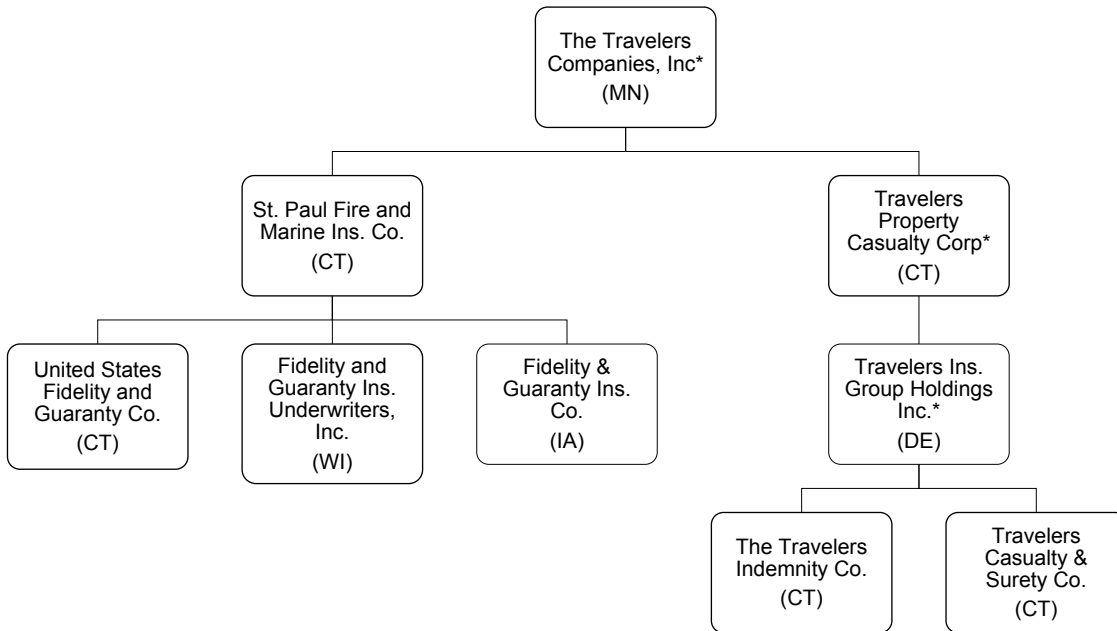 The Travelers
Companies, Inc*
(MN)
St. Paul Fire and
Marine Ins. Co.
(CT)
Travelers
Property
Casualty Corp*
(CT)
United States
Fidelity and
Guaranty Co.
(CT)
Fidelity and
Guaranty Ins.
Underwriters,
Inc.
(WI)
Fidelity &
Guaranty Ins.
Co.
(IA)
Travelers Ins.
Group Holdings
Inc.*
(DE)
The Travelers
Indemnity Co.
(CT)
Travelers
Casualty &
Surety Co.
(CT)